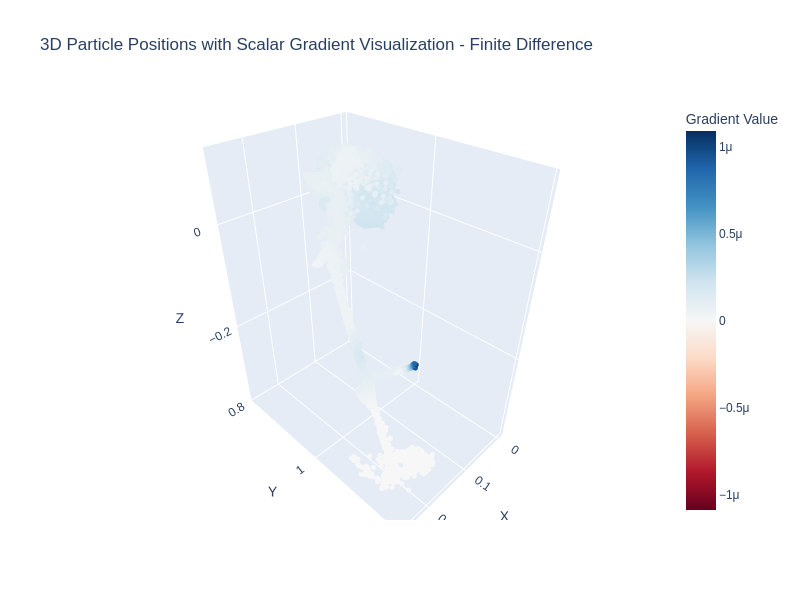 3D Particle Positions with Scalar Gradient Visualization - Finite Difference
Gradient Value
1μ
0.5μ
0
−0.5μ
−1μ
0
−0.2
Z
0.8
1
Y
0
0.1
X